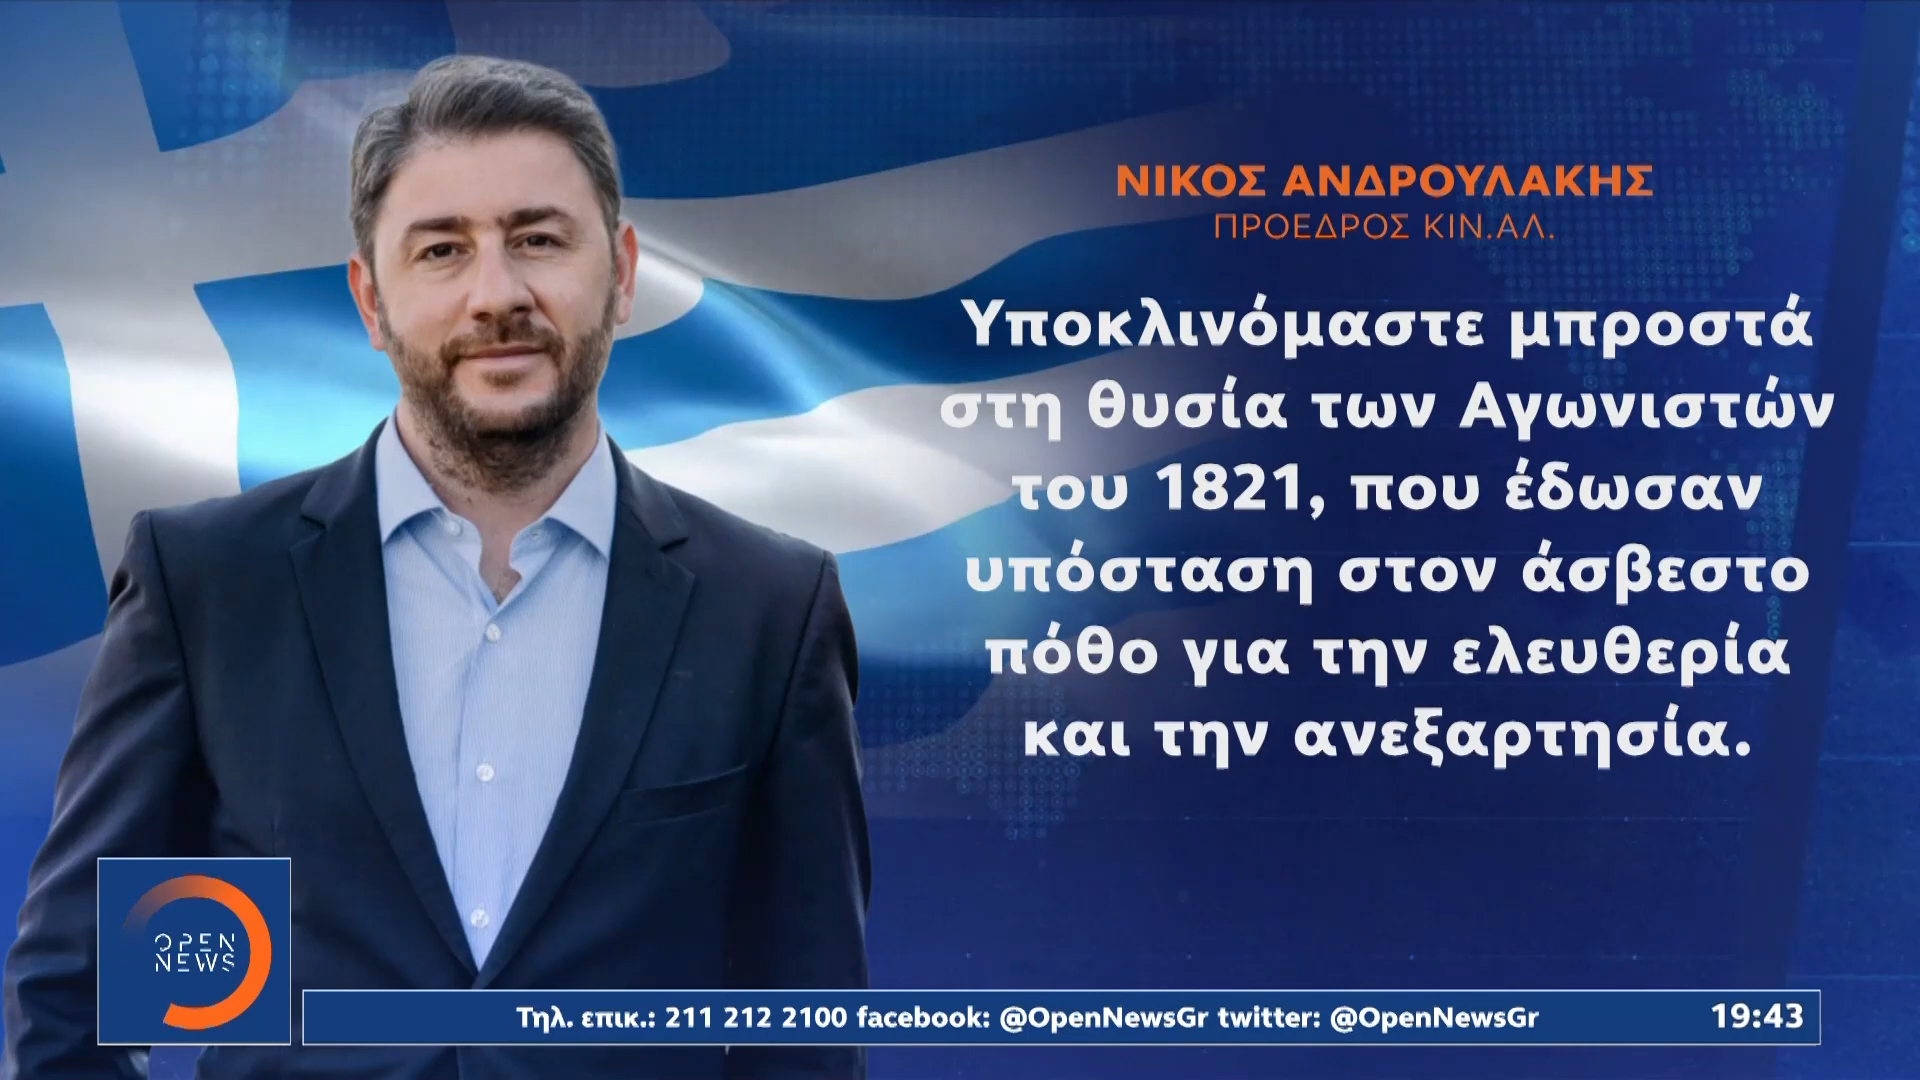 ΝΙΚΟΣ ΑΝΔΡΟΥΛΑΚΗΣ
ΠΡΟΕΔΡΟΣ ΚΙΝ.ΑΛ.
Υποκλινόμαστε μπροστά
στη θυσία των Αγωνιστών
του 1821, που έδωσαν
υπόσταση στον άσβεστο
πόθο για την ελευθερία
και την ανεξαρτησία.
OPEN
NEWS
Τηλ. επικ.: 211 212 2100 facebook: @OpenNewsGr twitter: @OpenNewsGr
19:43